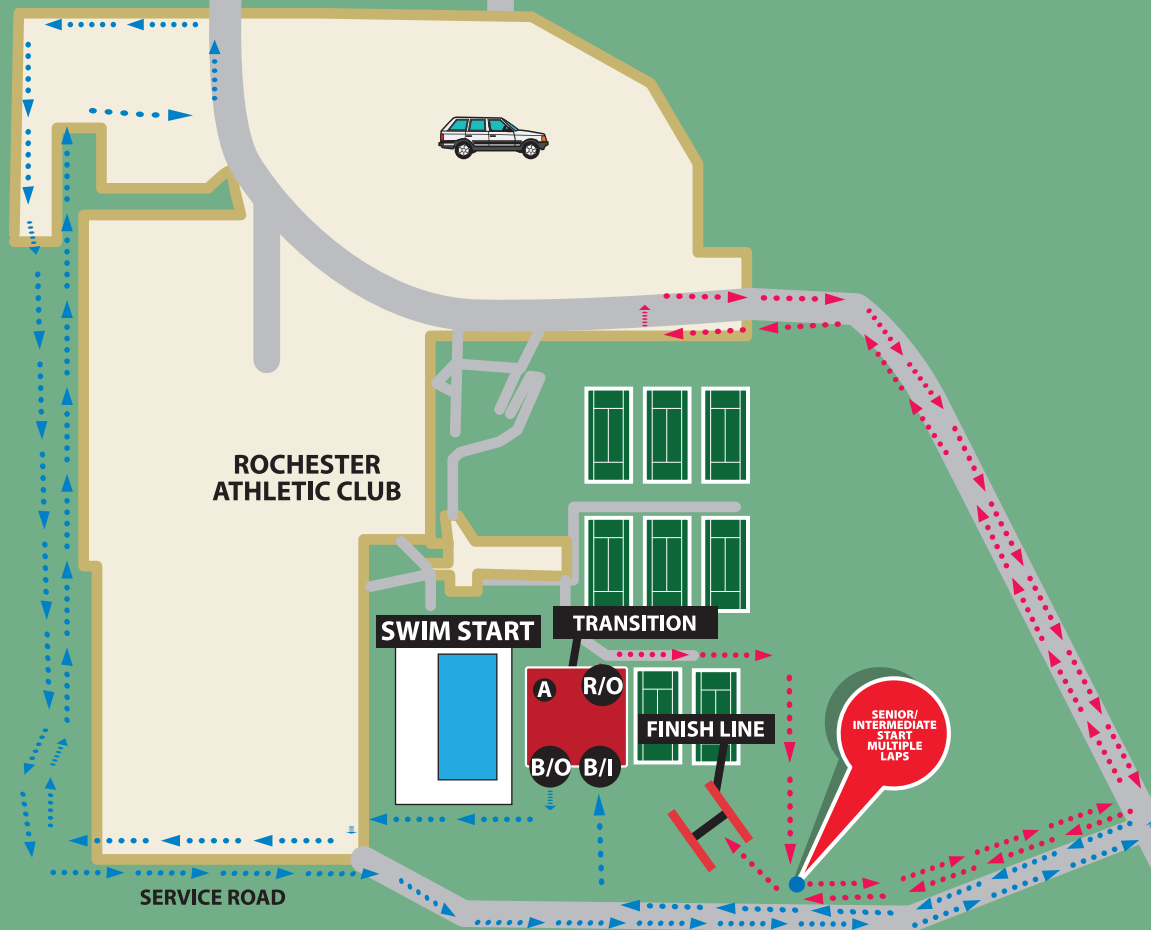 ROCHESTER
ATHLETIC CLUB
SWIM START
TRANSITION
A
R/O
B/O
B/I
FINISH LINE
SENIOR/
INTERMEDIATE
START
MULTIPLE
LAPS
SERVICE ROAD